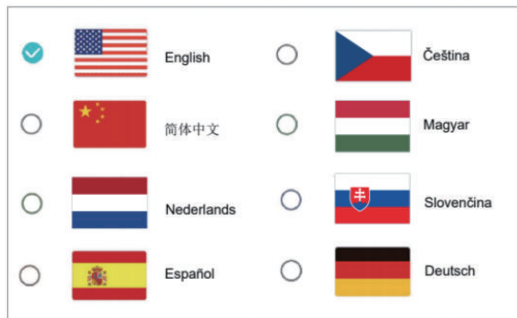 English
Čeština
简体中文
Magyar
Nederlands
Slovenčina
Español
Deutsch